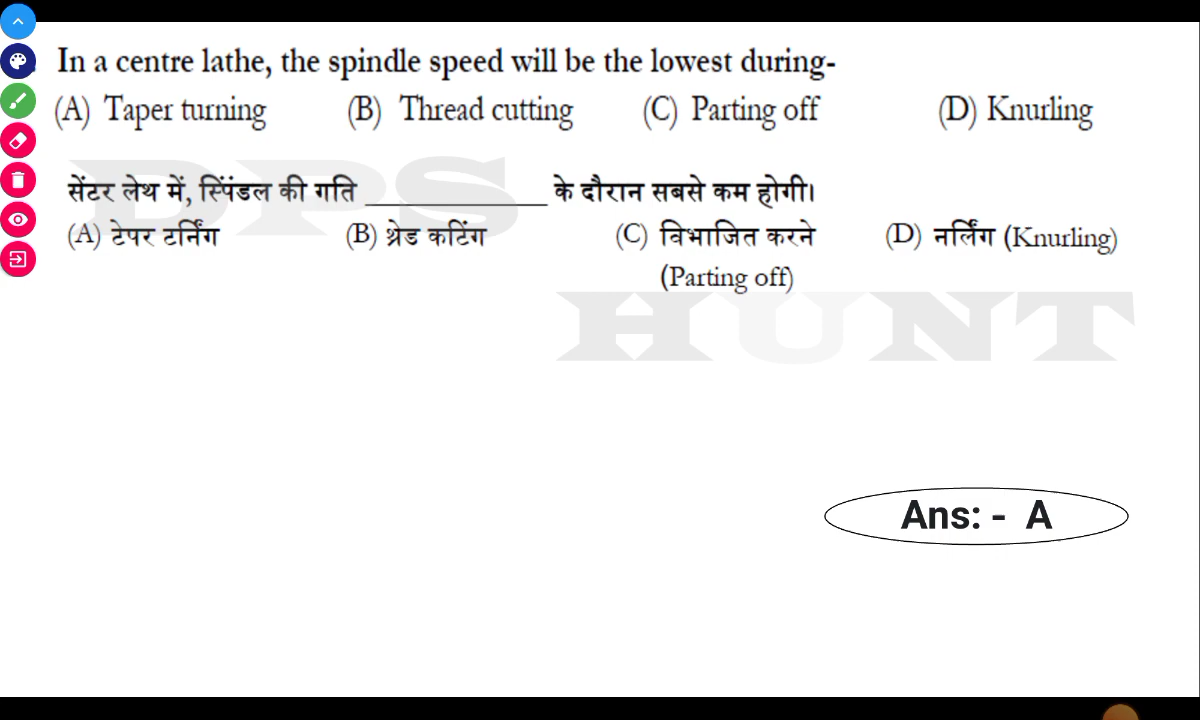 In a centre lathe, the spindle speed will be the lowest during-
(A) Taper turning (B) Thread cutting (C) Parting off (D) Knurling
सेंटर लेथ में, स्पिंडल की गति ____________ के दौरान सबसे कम होगी।
(A) टेपर टर्निंग (B) थ्रेड कटिंग (C) विभाजित करने (D) नर्लिंग (Knurling)
(Parting off)
DPS
HUNT
Ans: - A